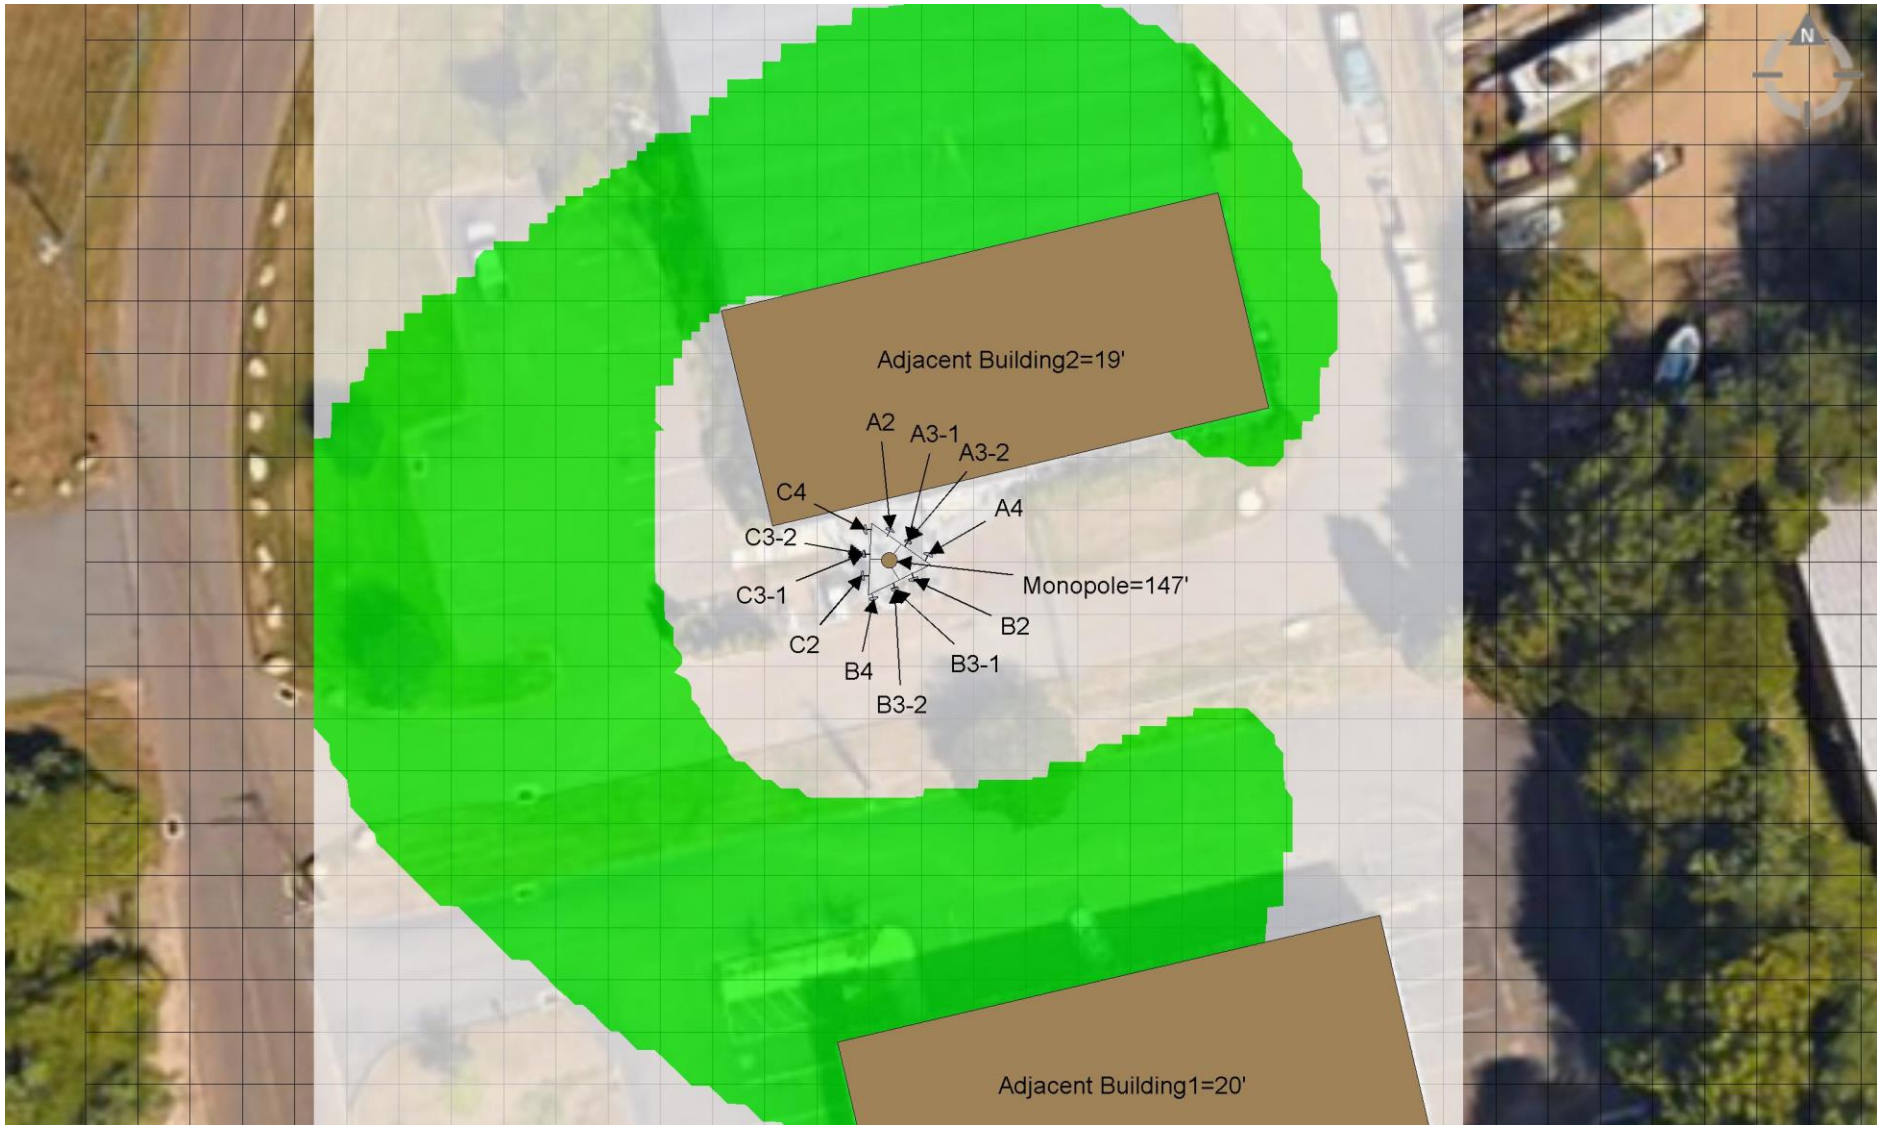 N
Adjacent Building2=19'
A2
A3-1
A3-2
C4
A4
C3-2
Monopole=147'
C3-1
B2
C2
B3-1
B4
B3-2
Adjacent Building1=20'